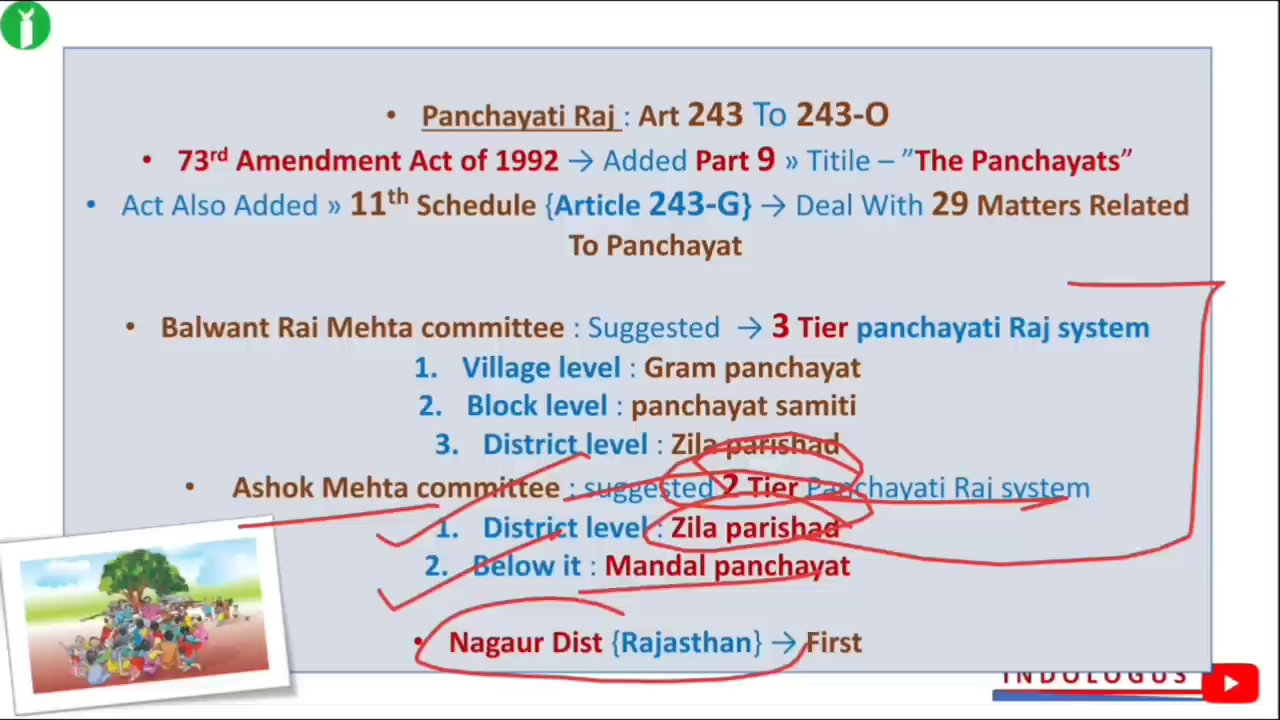 • Panchayati Raj : Art 243 To 243-O
• 73rd Amendment Act of 1992 → Added Part 9 » Titile – ”The Panchayats”
• Act Also Added » 11th Schedule {Article 243-G} → Deal With 29 Matters Related
To Panchayat
• Balwant Rai Mehta committee : Suggested → 3 Tier panchayati Raj system
1. Village level : Gram panchayat
2. Block level : panchayat samiti
3. District level : Zila parishad
• Ashok Mehta committee : suggested 2 Tier Panchayati Raj system
1. District level : Zila parishad
2. Below it : Mandal panchayat
• Nagaur Dist {Rajasthan} → First
INDOLOGUS